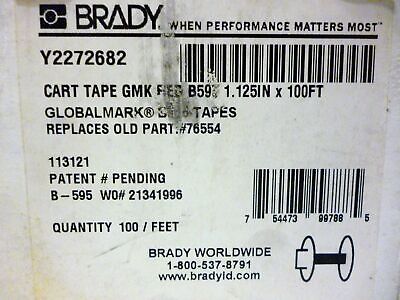 BRADY
WHEN PERFORMANCE MATTERS MOST™
Y2272682
CART TAPE GMK 1.125IN x 100FT
GLOBALMARK® TAPES
REPLACES OLD PART.#76554
113121
PATENT # PENDING
B-595 WO# 21341996
QUANTITY 100 / FEET
7 54473 99788 5
BRADY WORLDWIDE
1-800-537-8791
www.bradyid.com